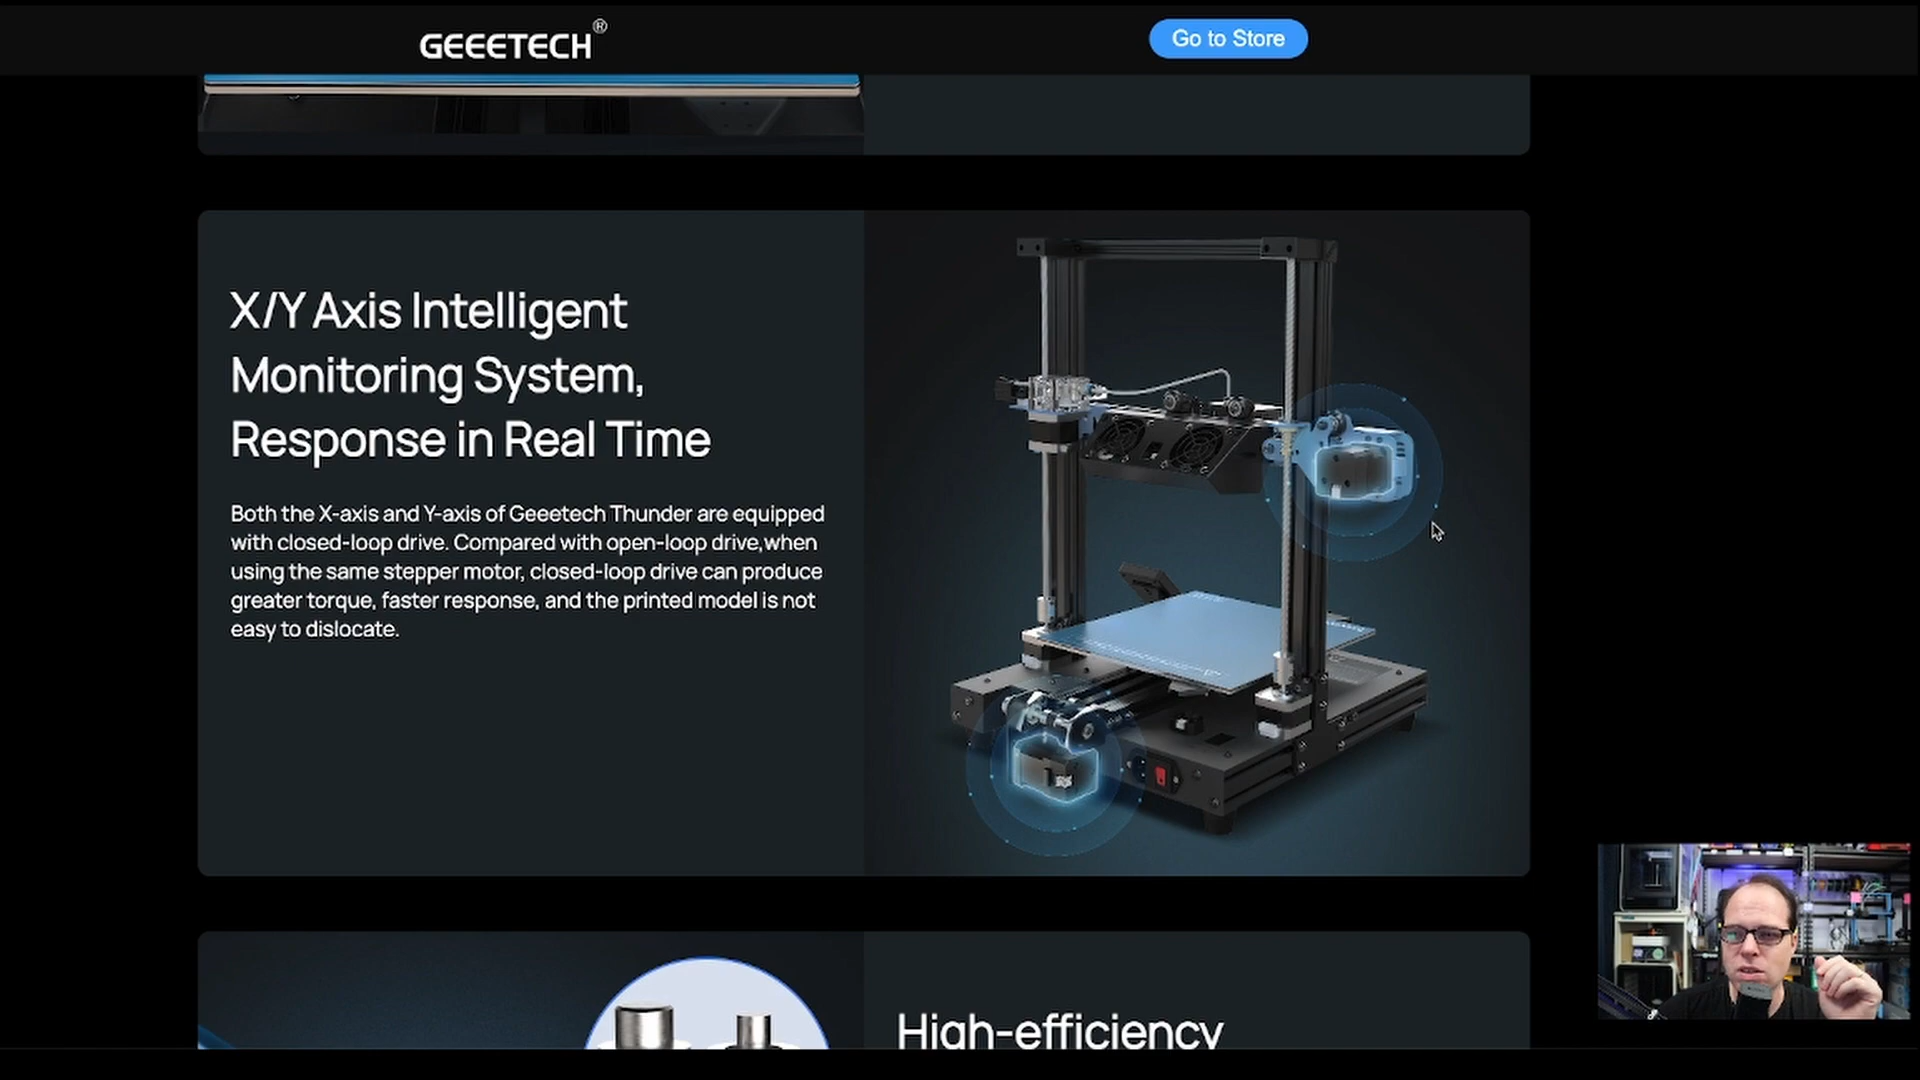 GEEETECH®
Go to Store
X/Y Axis Intelligent
Monitoring System,
Response in Real Time
Both the X-axis and Y-axis of Geeetech Thunder are equipped
with closed-loop drive. Compared with open-loop drive,when
using the same stepper motor, closed-loop drive can produce
greater torque, faster response, and the printed model is not
easy to dislocate.
High-efficiency